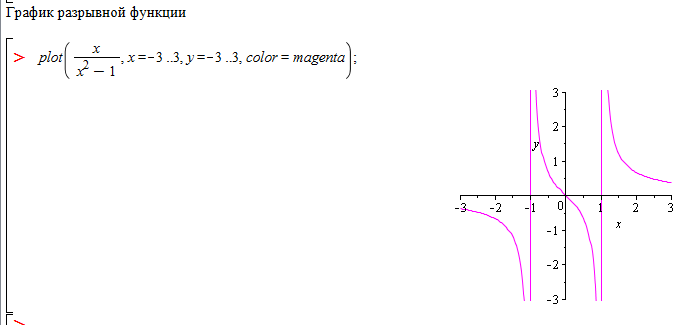 График разрывной функции
> plot( x/(x^2 − 1), x = −3 ..3, y = −3 ..3, color = magenta );
3
2
y
1
-3 -2 -1 0 1 2 3
x
-1
-2
-3
>